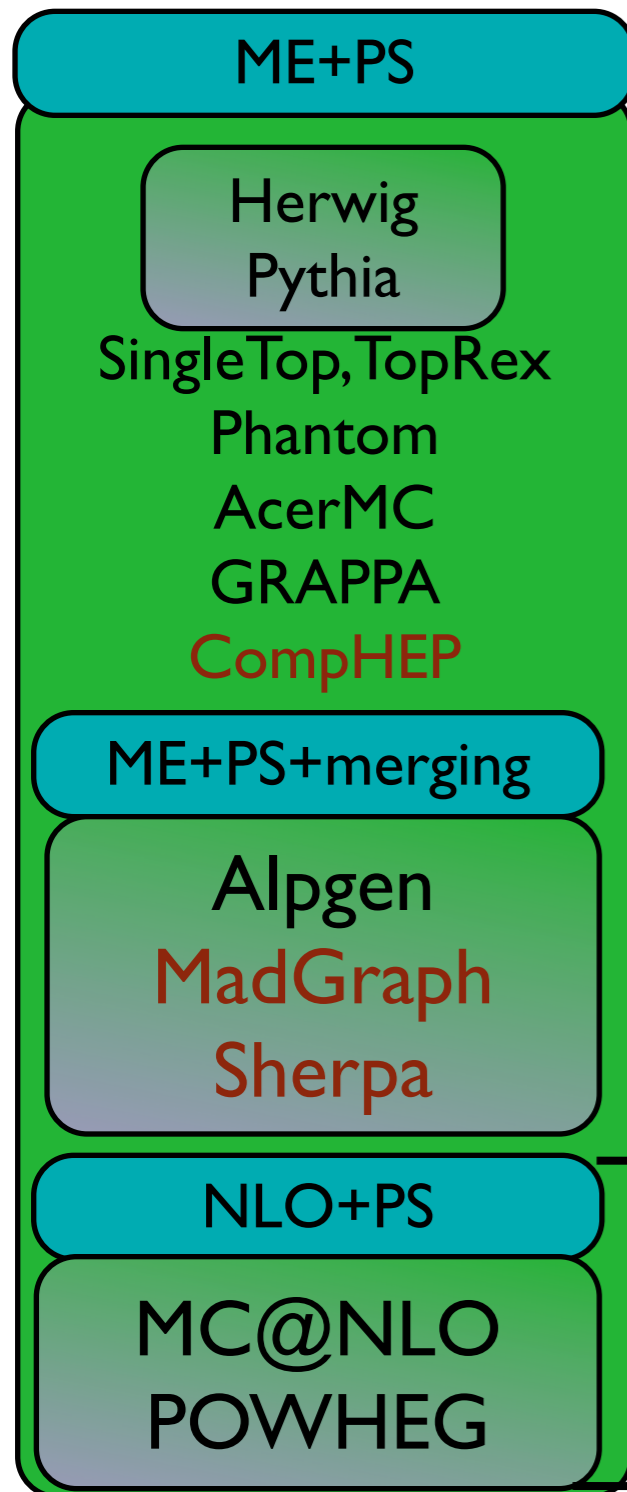 ME+PS
Herwig
Pythia
SingleTop,TopRex
Phantom
AcerMC
GRAPPA
CompHEP
ME+PS+merging
Alpgen
MadGraph
Sherpa
NLO+PS
MC@NLO
POWHEG